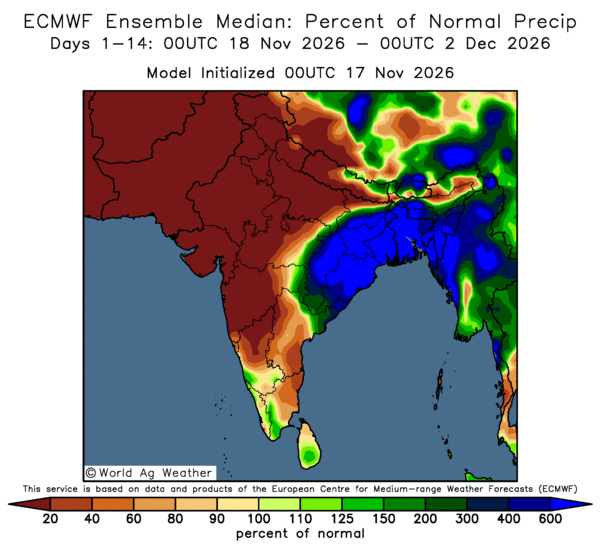 ECMWF Ensemble Median: Percent of Normal Precip
Days 1-14: 00UTC 18 Nov 2026 - 00UTC 2 Dec 2026
Model Initialized 00UTC 17 Nov 2026
© World Ag Weather
This service is based on data and products of the European Centre for Medium-range Weather Forecasts (ECMWF)
20 40 60 80 90 100 110 125 150 200 300 400 600
percent of normal